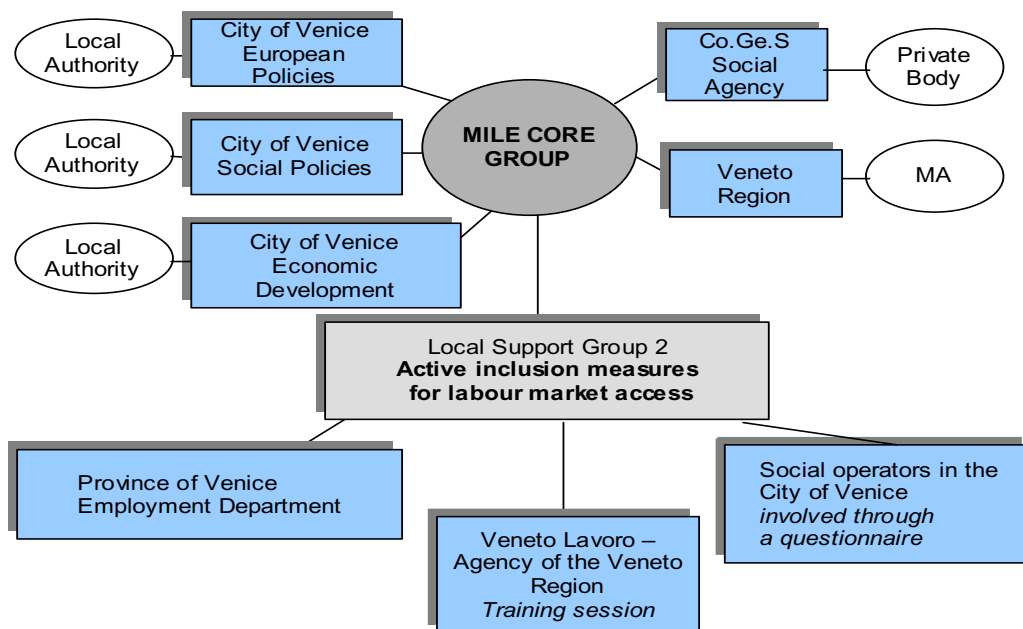 Local
Authority
City of Venice
European
Policies
Co.Ge.S
Social
Agency
Private
Body
MILE CORE
GROUP
Local
Authority
City of Venice
Social Policies
Veneto
Region
MA
Local
Authority
City of Venice
Economic
Development
Local Support Group 2
Active inclusion measures
for labour market access
Province of Venice
Employment Department
Veneto Lavoro –
Agency of the Veneto
Region
Training session
Social operators in the
City of Venice
involved through
a questionnaire